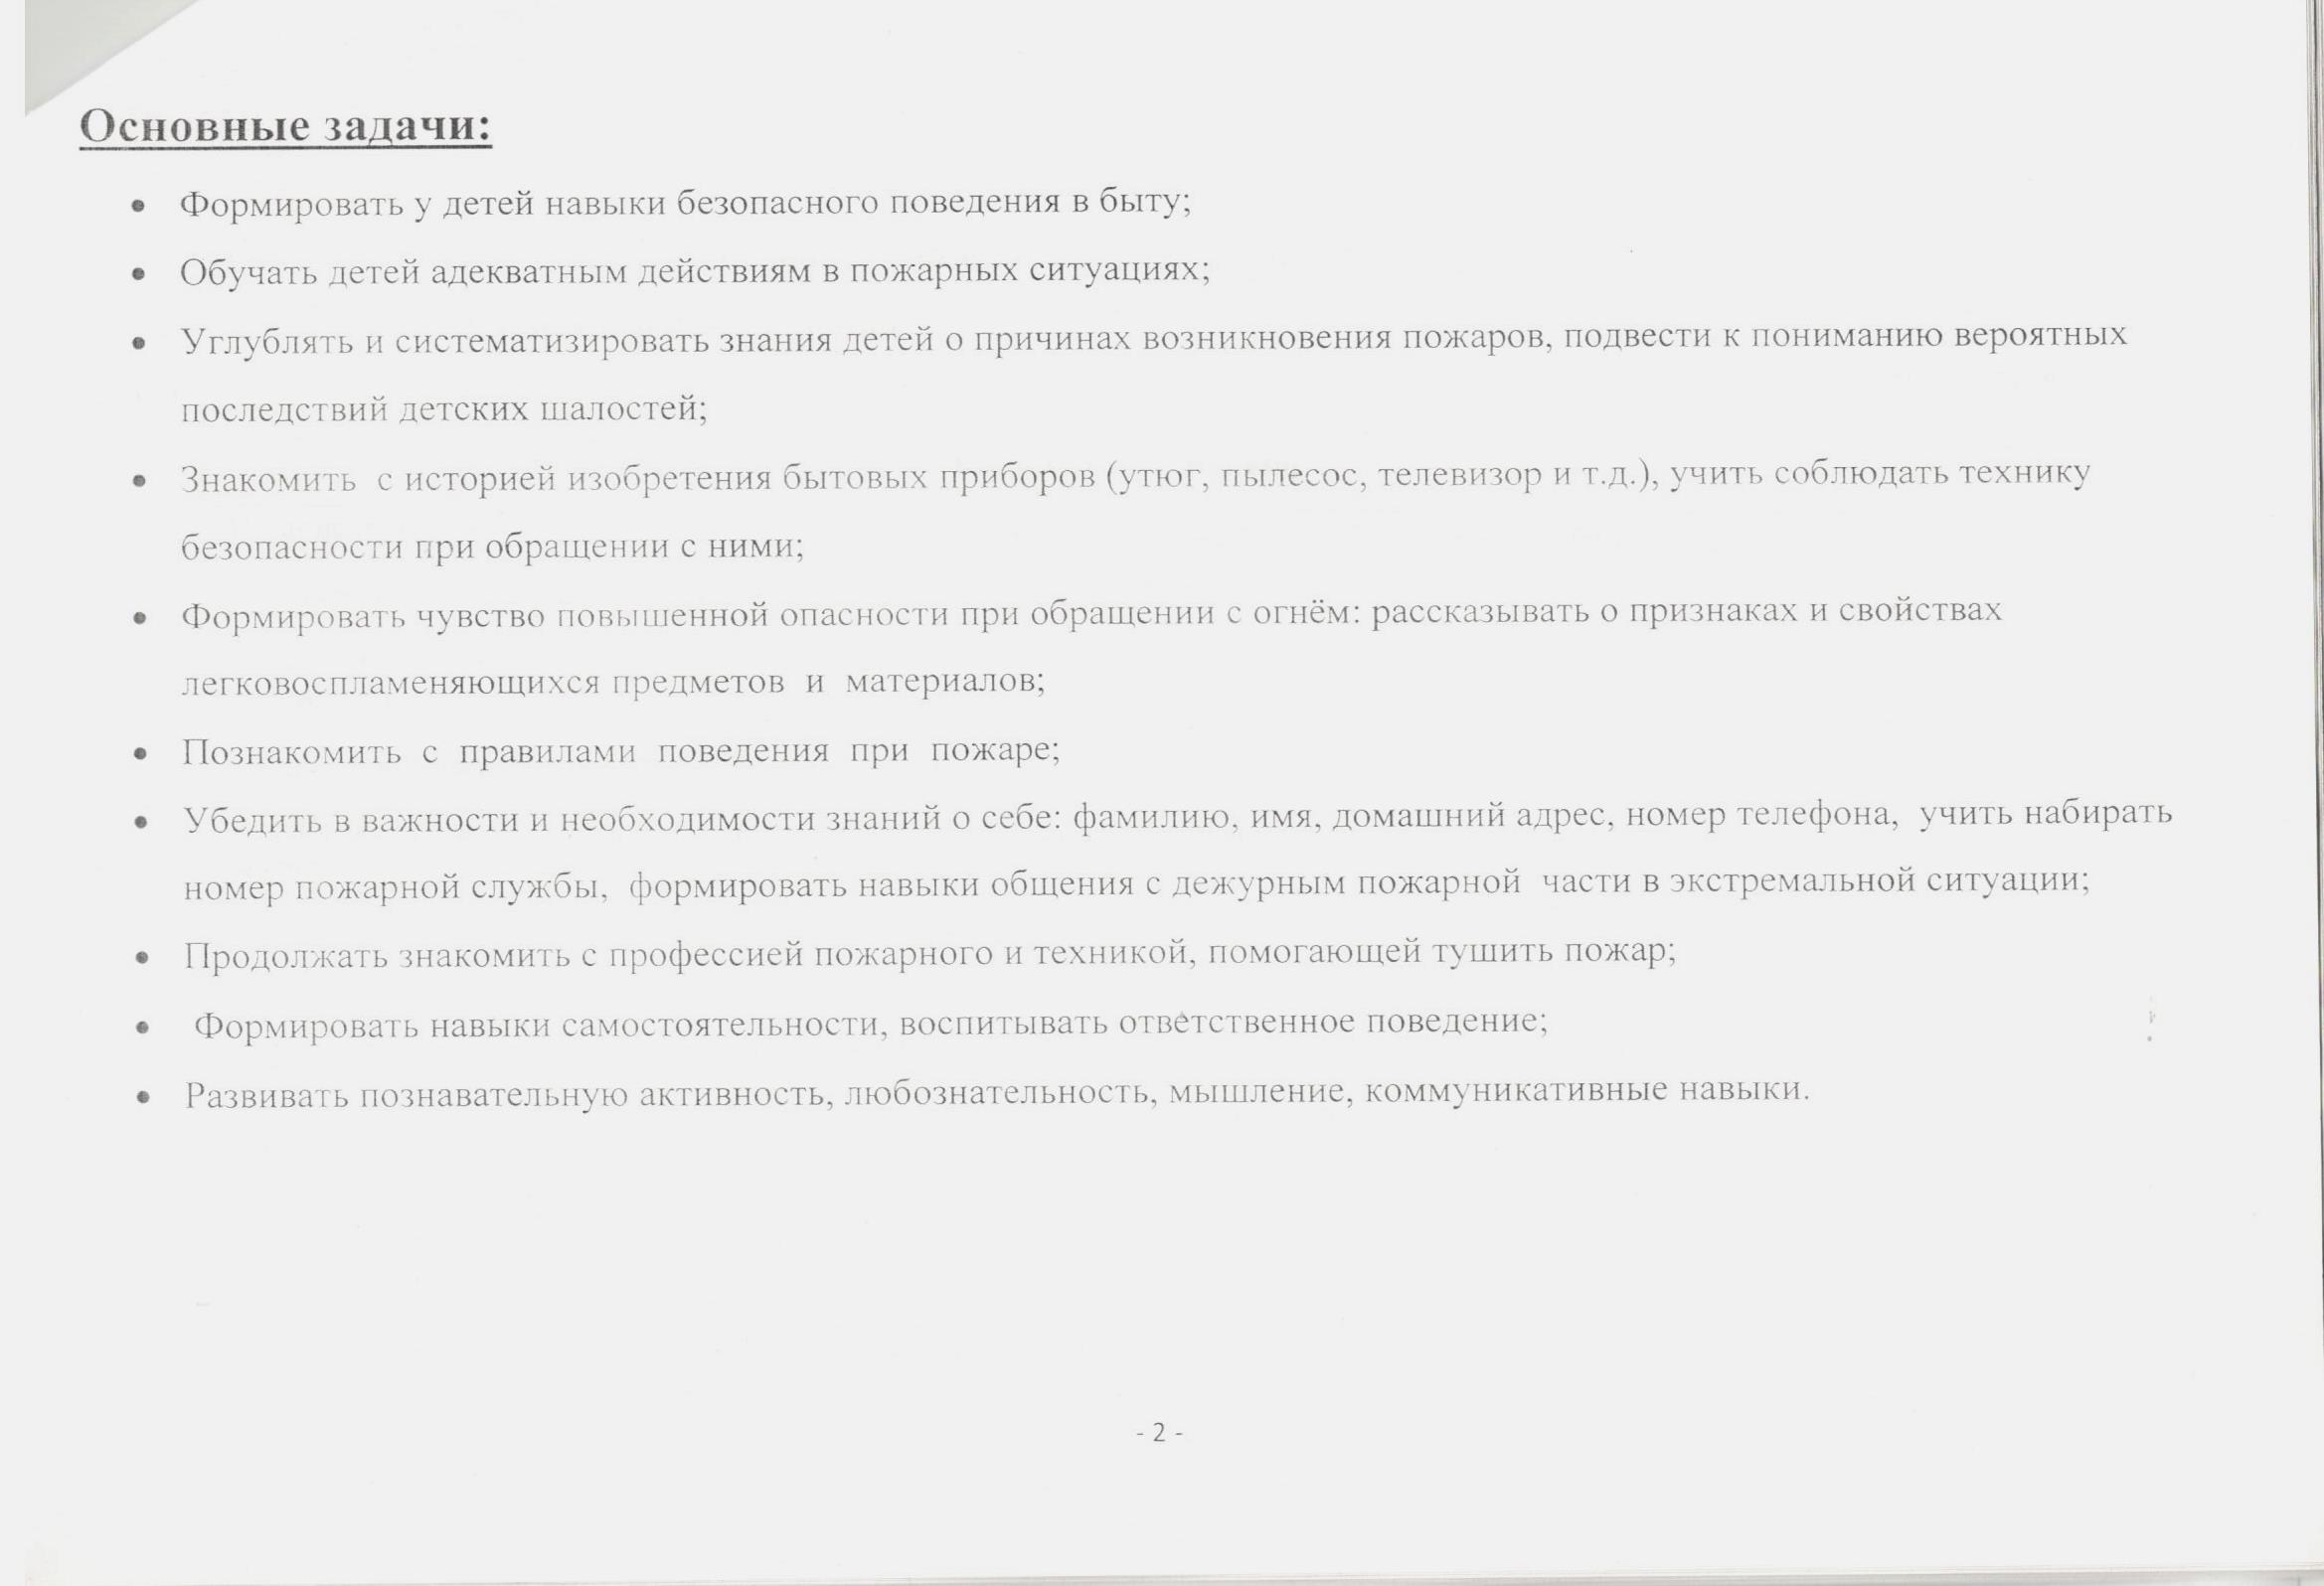 Основные задачи:
• Формировать у детей навыки безопасного поведения в быту;
• Обучать детей адекватным действиям в пожарных ситуациях;
• Углублять и систематизировать знания детей о причинах возникновения пожаров, подвести к пониманию вероятных
последствий детских шалостей;
• Знакомить с историей изобретения бытовых приборов (утюг, пылесос, телевизор и т.д.), учить соблюдать технику
безопасности при обращении с ними;
• Формировать чувство повышенной опасности при обращении с огнём: рассказывать о признаках и свойствах
легковоспламеняющихся предметов и материалов;
• Познакомить с правилами поведения при пожаре;
• Убедить в важности и необходимости знаний о себе: фамилию, имя, домашний адрес, номер телефона, учить набирать
номер пожарной службы, формировать навыки общения с дежурным пожарной части в экстремальной ситуации;
• Продолжать знакомить с профессией пожарного и техникой, помогающей тушить пожар;
• Формировать навыки самостоятельности, воспитывать ответственное поведение;
• Развивать познавательную активность, любознательность, мышление, коммуникативные навыки.
- 2 -